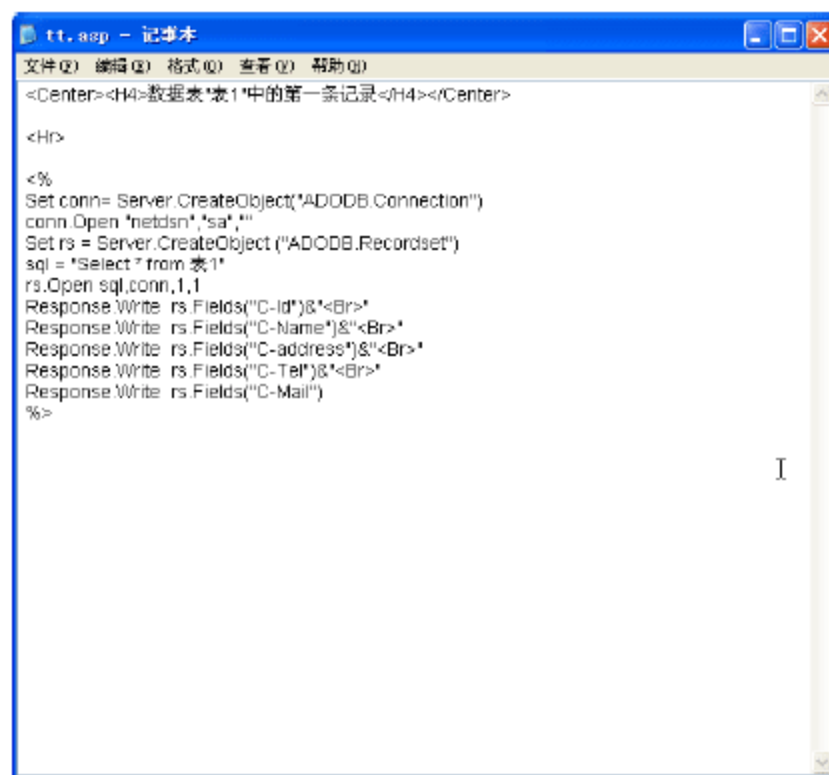 tt.asp - 记事本
文件(F) 编辑(E) 格式(O) 查看(V) 帮助(H)
<Center><H4>数据表"表1"中的第一条记录</H4></Center>
<Hr>
<%
Set conn= Server.CreateObject("ADODB.Connection")
conn.Open "netdsn","sa",""
Set rs = Server.CreateObject ("ADODB.Recordset")
sql = "Select * from 表1"
rs.Open sql,conn,1,1
Response.Write  rs.Fields("C-Id")&"<Br>"
Response.Write  rs.Fields("C-Name")&"<Br>"
Response.Write  rs.Fields("C-address")&"<Br>"
Response.Write  rs.Fields("C-Tel")&"<Br>"
Response.Write  rs.Fields("C-Mail")
%>